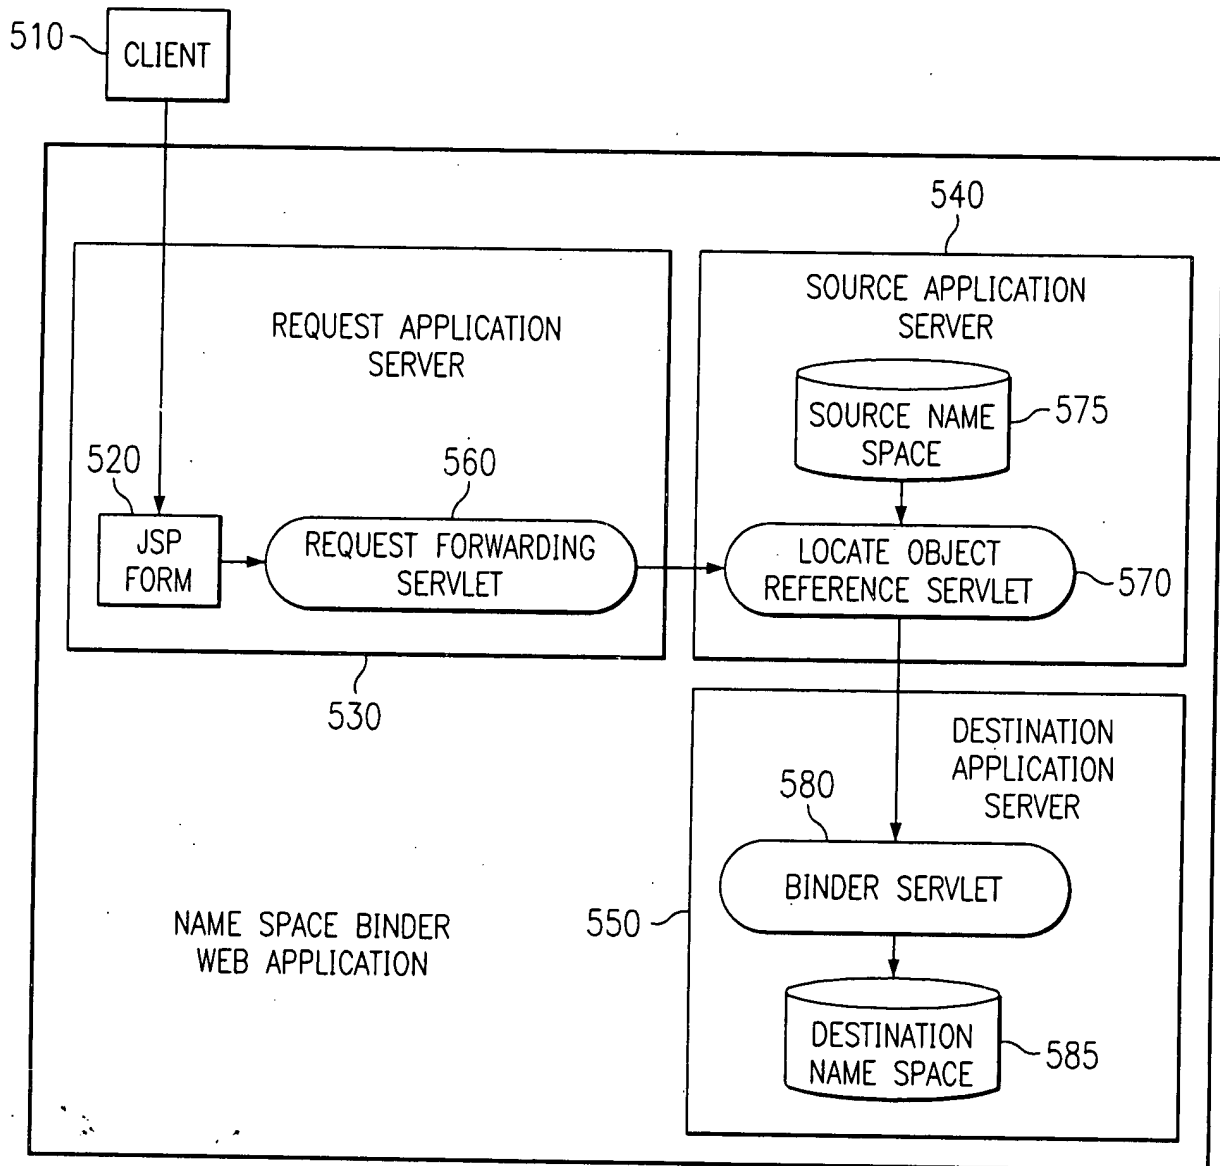 510
CLIENT
540
SOURCE APPLICATION
SERVER
REQUEST APPLICATION
SERVER
SOURCE NAME
SPACE
575
520
560
JSP
FORM
REQUEST FORWARDING
SERVLET
LOCATE OBJECT
REFERENCE SERVLET
570
530
DESTINATION
APPLICATION
SERVER
580
BINDER SERVLET
550
NAME SPACE BINDER
WEB APPLICATION
DESTINATION
NAME SPACE
585